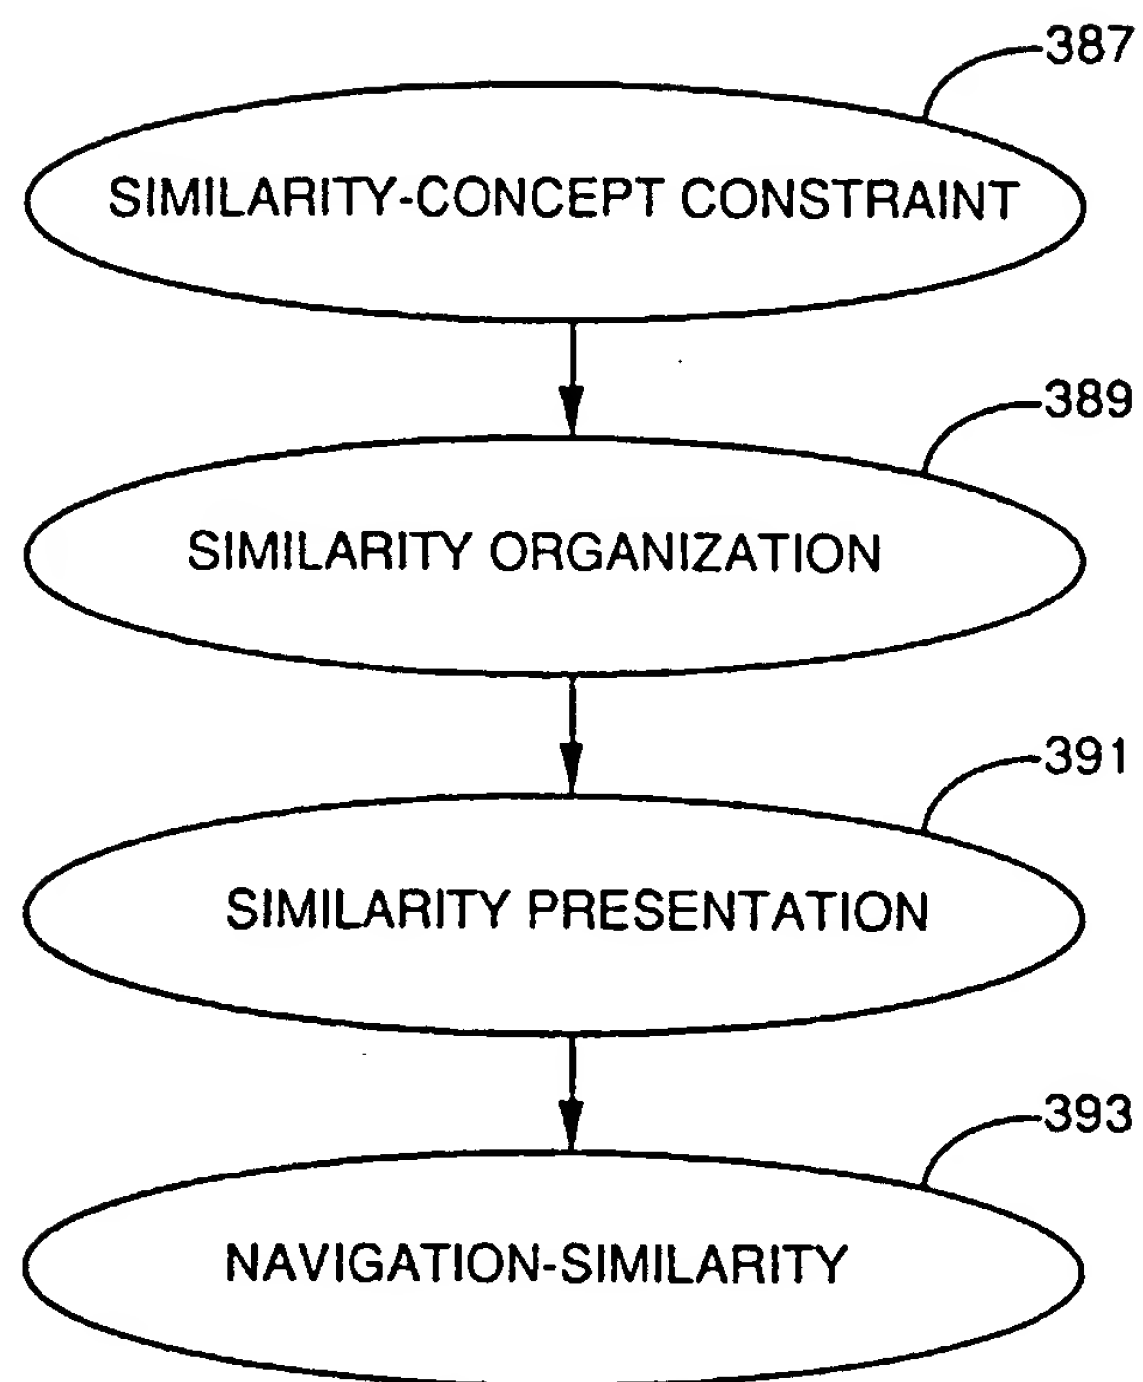 387
SIMILARITY-CONCEPT CONSTRAINT
389
SIMILARITY ORGANIZATION
391
SIMILARITY PRESENTATION
393
NAVIGATION-SIMILARITY